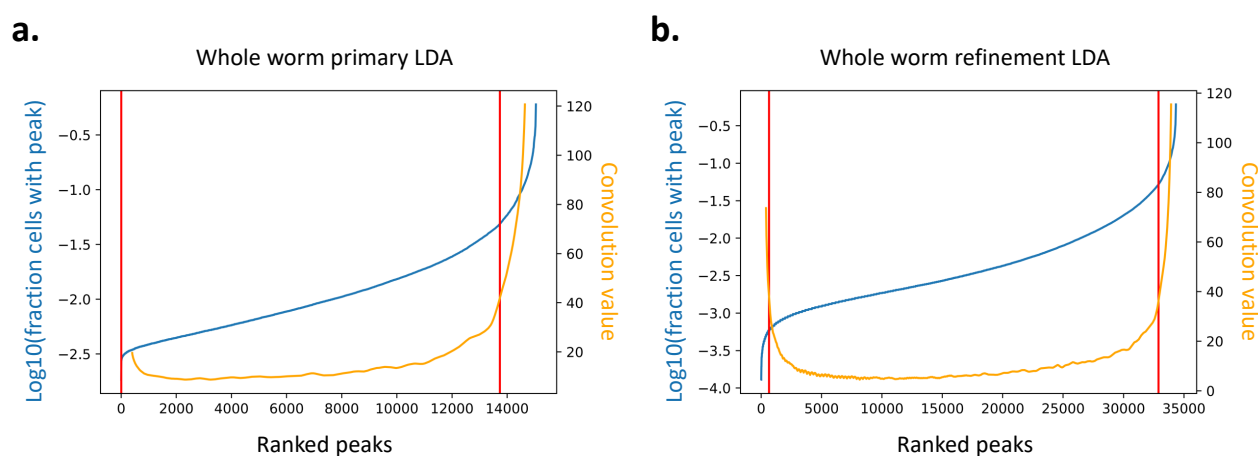 a.
Whole worm primary LDA
Log10(fraction cells with peak)
−0.5
−1.0
−1.5
−2.0
−2.5
120
100
80
60
40
20
Convolution value
0 2000 4000 6000 8000 10000 12000 14000
Ranked peaks
b.
Whole worm refinement LDA
Log10(fraction cells with peak)
−0.5
−1.0
−1.5
−2.0
−2.5
−3.0
−3.5
−4.0
120
100
80
60
40
20
0
Convolution value
0 5000 10000 15000 20000 25000 30000 35000
Ranked peaks